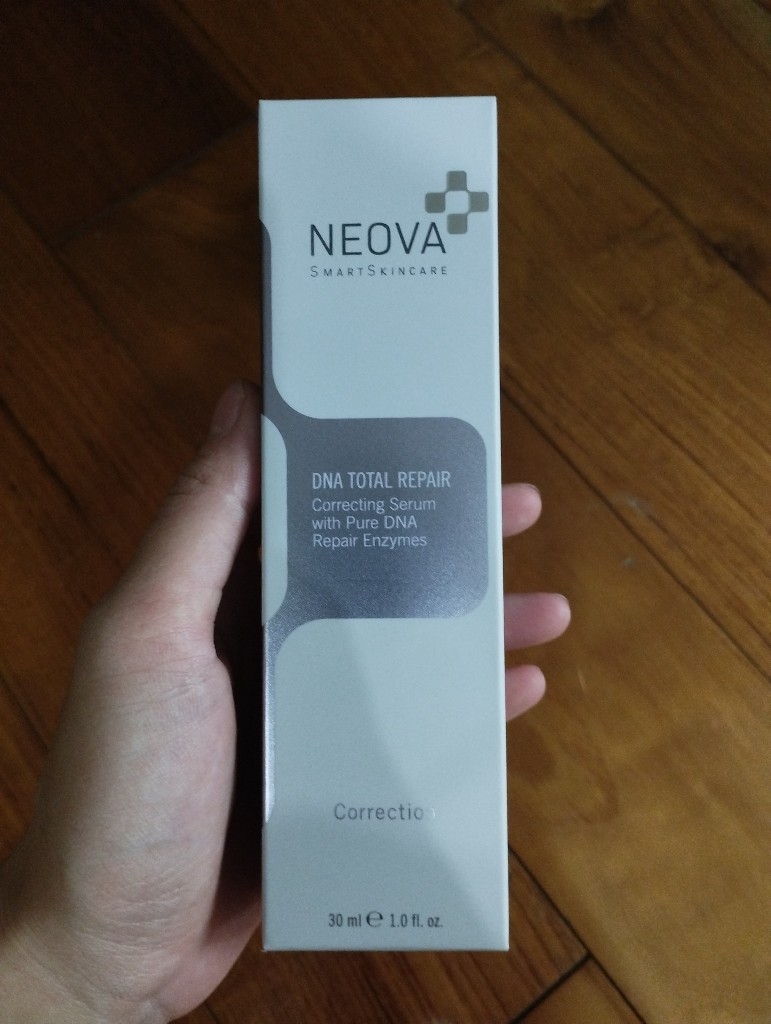 NEOVA
SMARTSKINCARE
DNA TOTAL REPAIR
Correcting Serum
with Pure DNA
Repair Enzymes
Correction
30 ml ℮ 1.0 fl. oz.